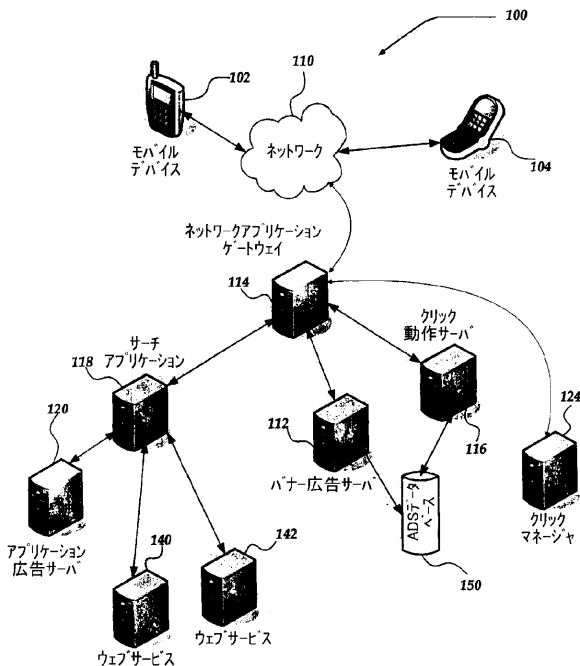 100
102
110
モバイル
デバイス
ネットワーク
モバイル
デバイス
104
ネットワークアプリケーション
ゲートウェイ
114
クリック
動作サーバ
サーチ
アプリケーション
118
120
112
116
124
バナー広告サーバ
ADSデータ
ベース
クリック
マネージャ
アプリケーション
広告サーバ
140
142
150
ウェブサービス
ウェブサービス